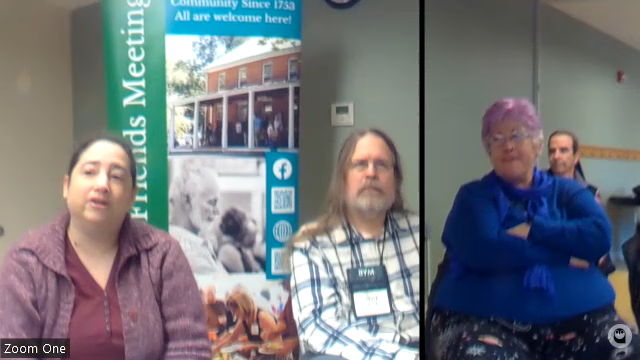 Community Since 1753
All are welcome here!
Friends Meeting
BYM
Zoom One